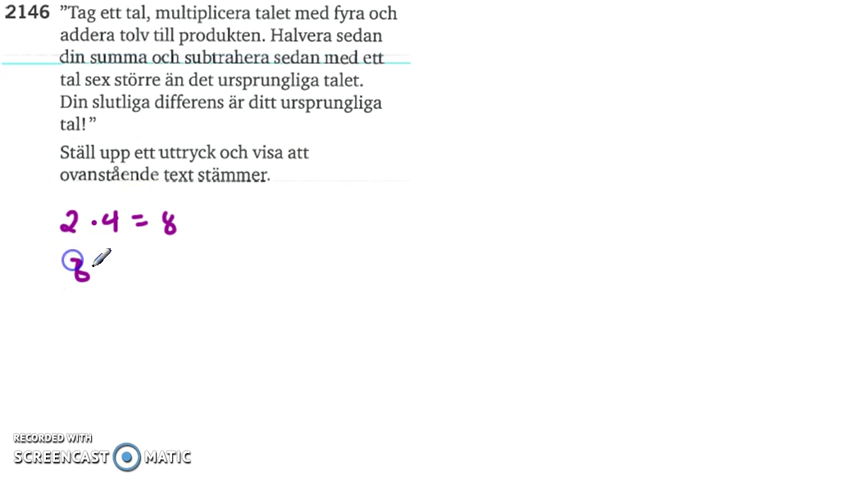 2146 ”Tag ett tal, multiplicera talet med fyra och
addera tolv till produkten. Halvera sedan
din summa och subtrahera sedan med ett
tal sex större än det ursprungliga talet.
Din slutliga differens är ditt ursprungliga
tal!”
Ställ upp ett uttryck och visa att
ovanstående text stämmer.
2 · 4 = 8
8
RECORDED WITH
SCREENCAST MATIC